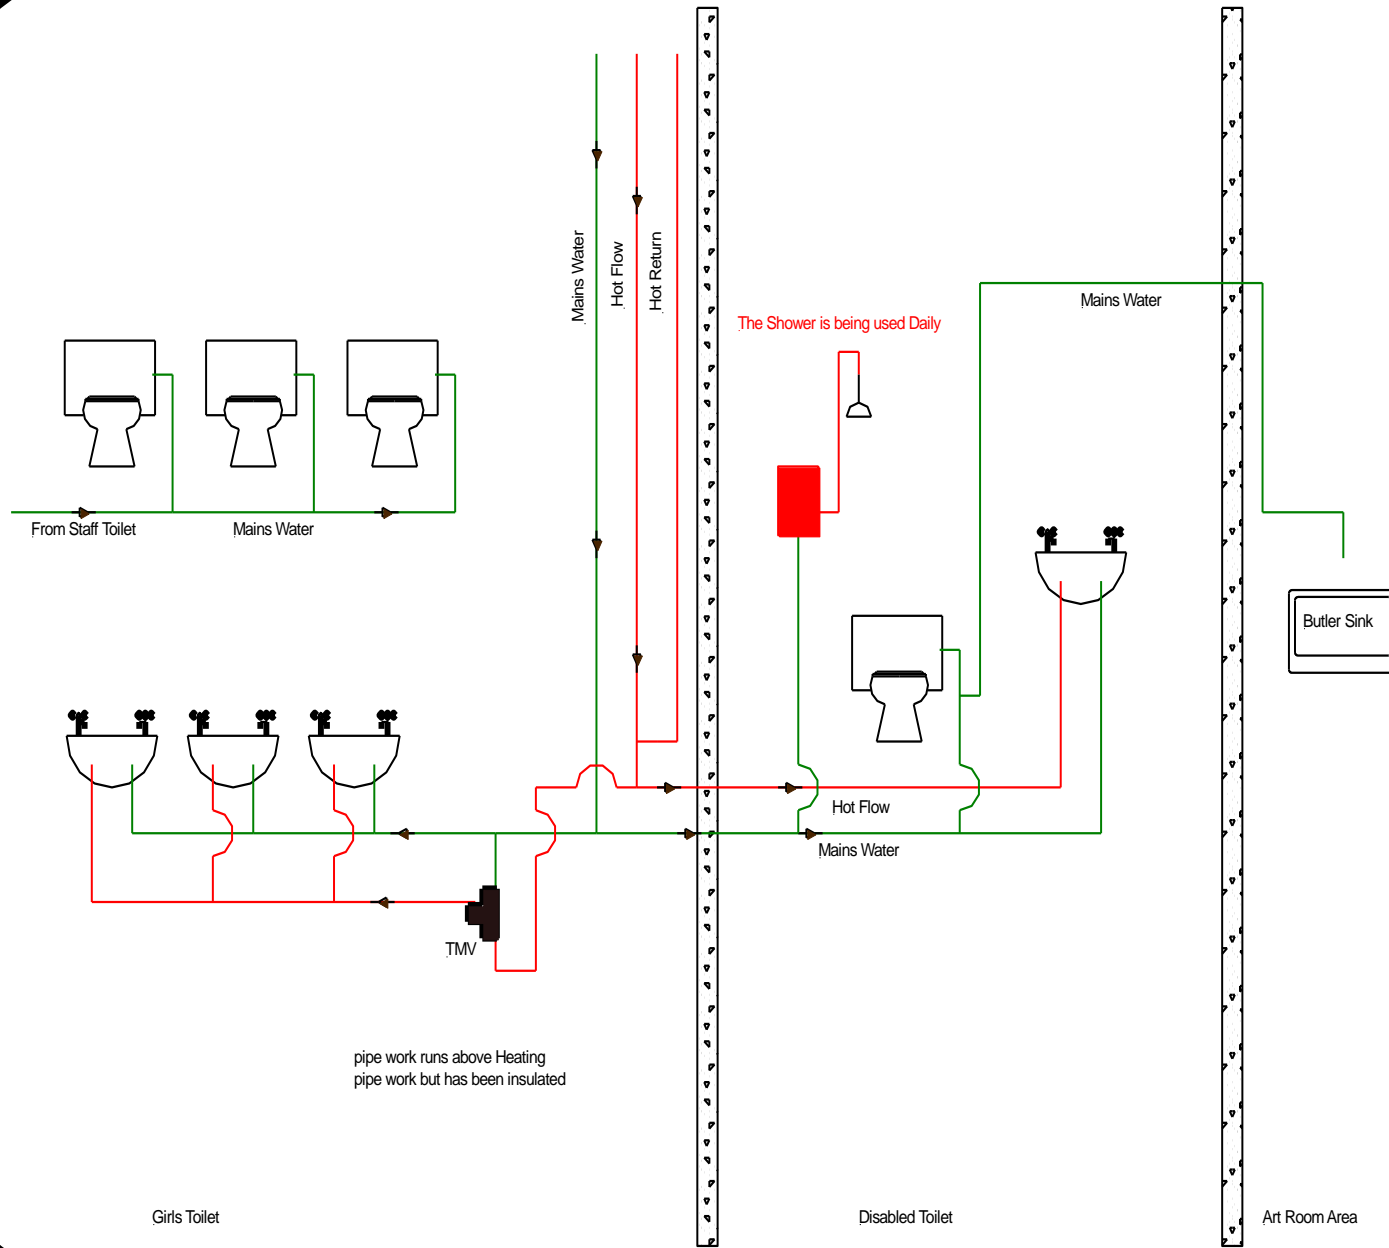 Mains Water
Hot Flow
Hot Return
Mains Water
The Shower is being used Daily
From Staff Toilet
Mains Water
Butler Sink
Hot Flow
Mains Water
TMV
pipe work runs above Heating
pipe work but has been insulated
Girls Toilet
Disabled Toilet
Art Room Area